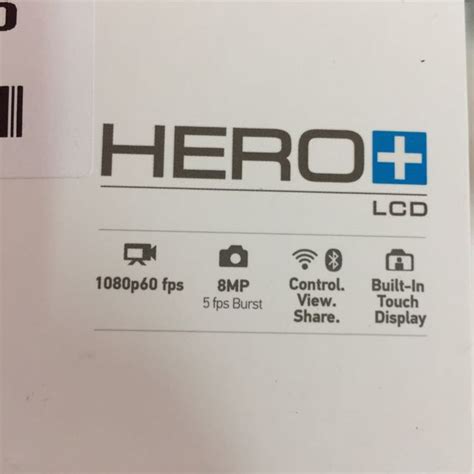 HERO+
LCD
1080p60 fps
8MP
5 fps Burst
Control.
View.
Share.
Built-In
Touch
Display